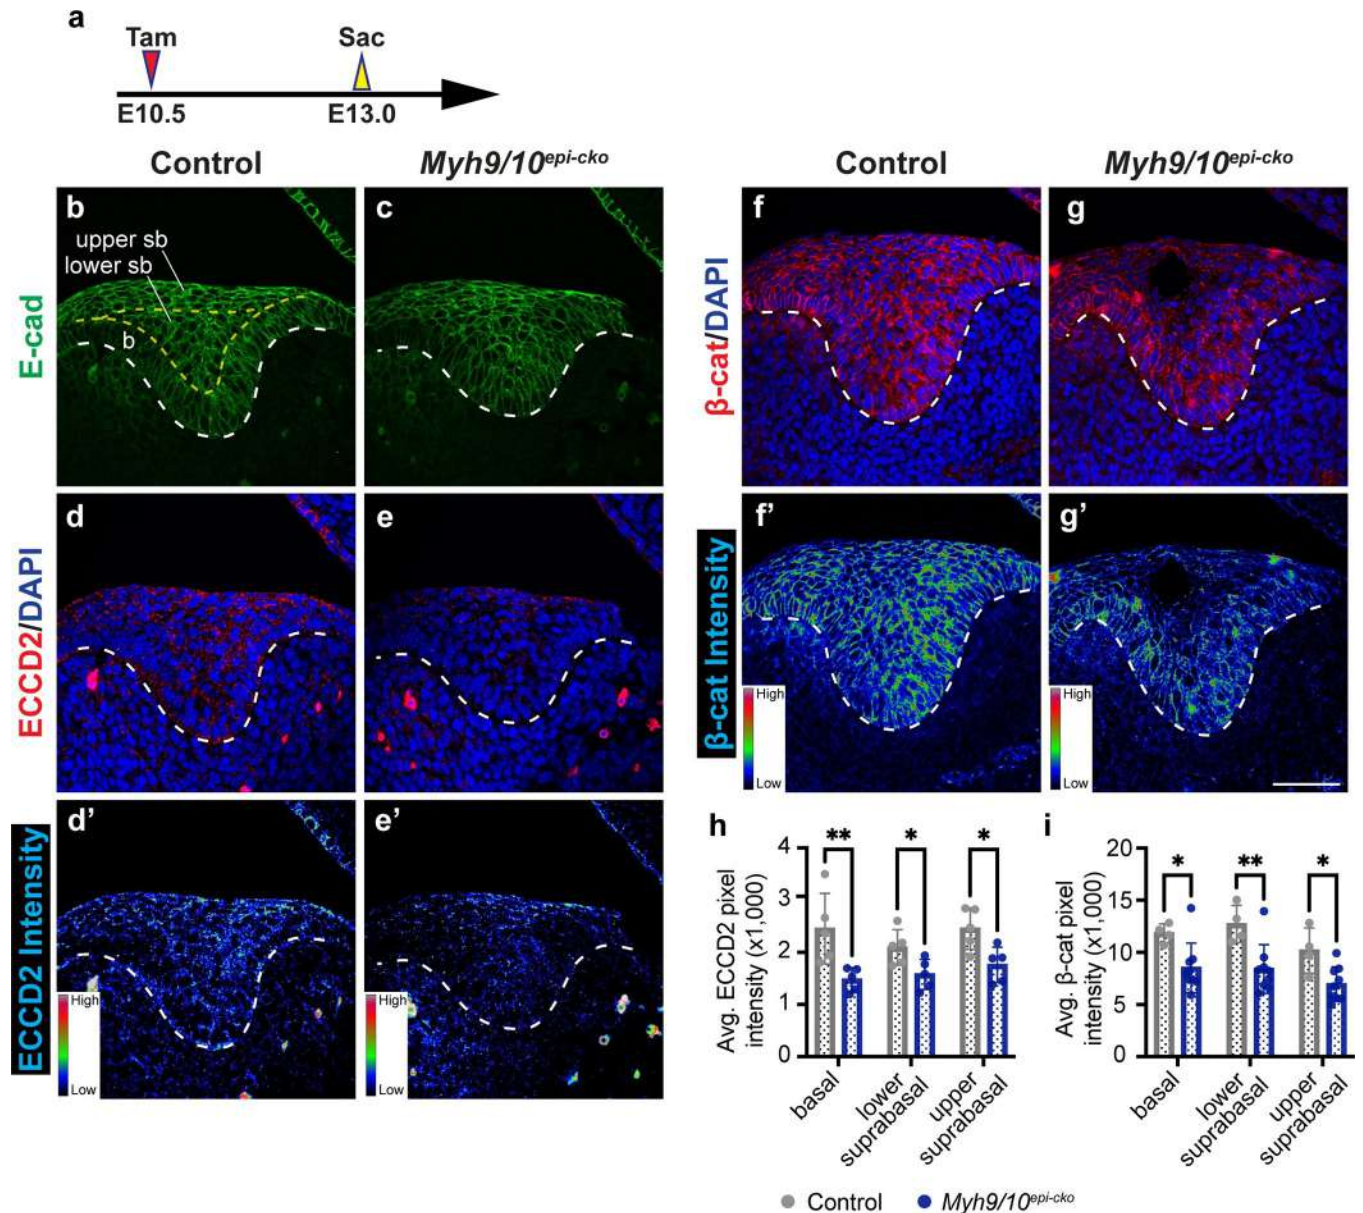 a
Tam
Sac
E10.5
E13.0
Control
Myh9/10epi-cko
Control
Myh9/10epi-cko
E-cad
b
upper sb
lower sb
b
c
β-cat/DAPI
f
g
ECCD2/DAPI
d
e
β-cat Intensity
f’
High
Low
g’
High
Low
ECCD2 Intensity
d’
High
Low
e’
High
Low
h
Avg. ECCD2 pixel
intensity (x1,000)
4
3
2
1
0
**
*
*
basal
lower
suprabasal
upper
suprabasal
i
Avg. β-cat pixel
intensity (x1,000)
20
15
10
5
0
*
**
*
basal
lower
suprabasal
upper
suprabasal
Control
Myh9/10epi-cko